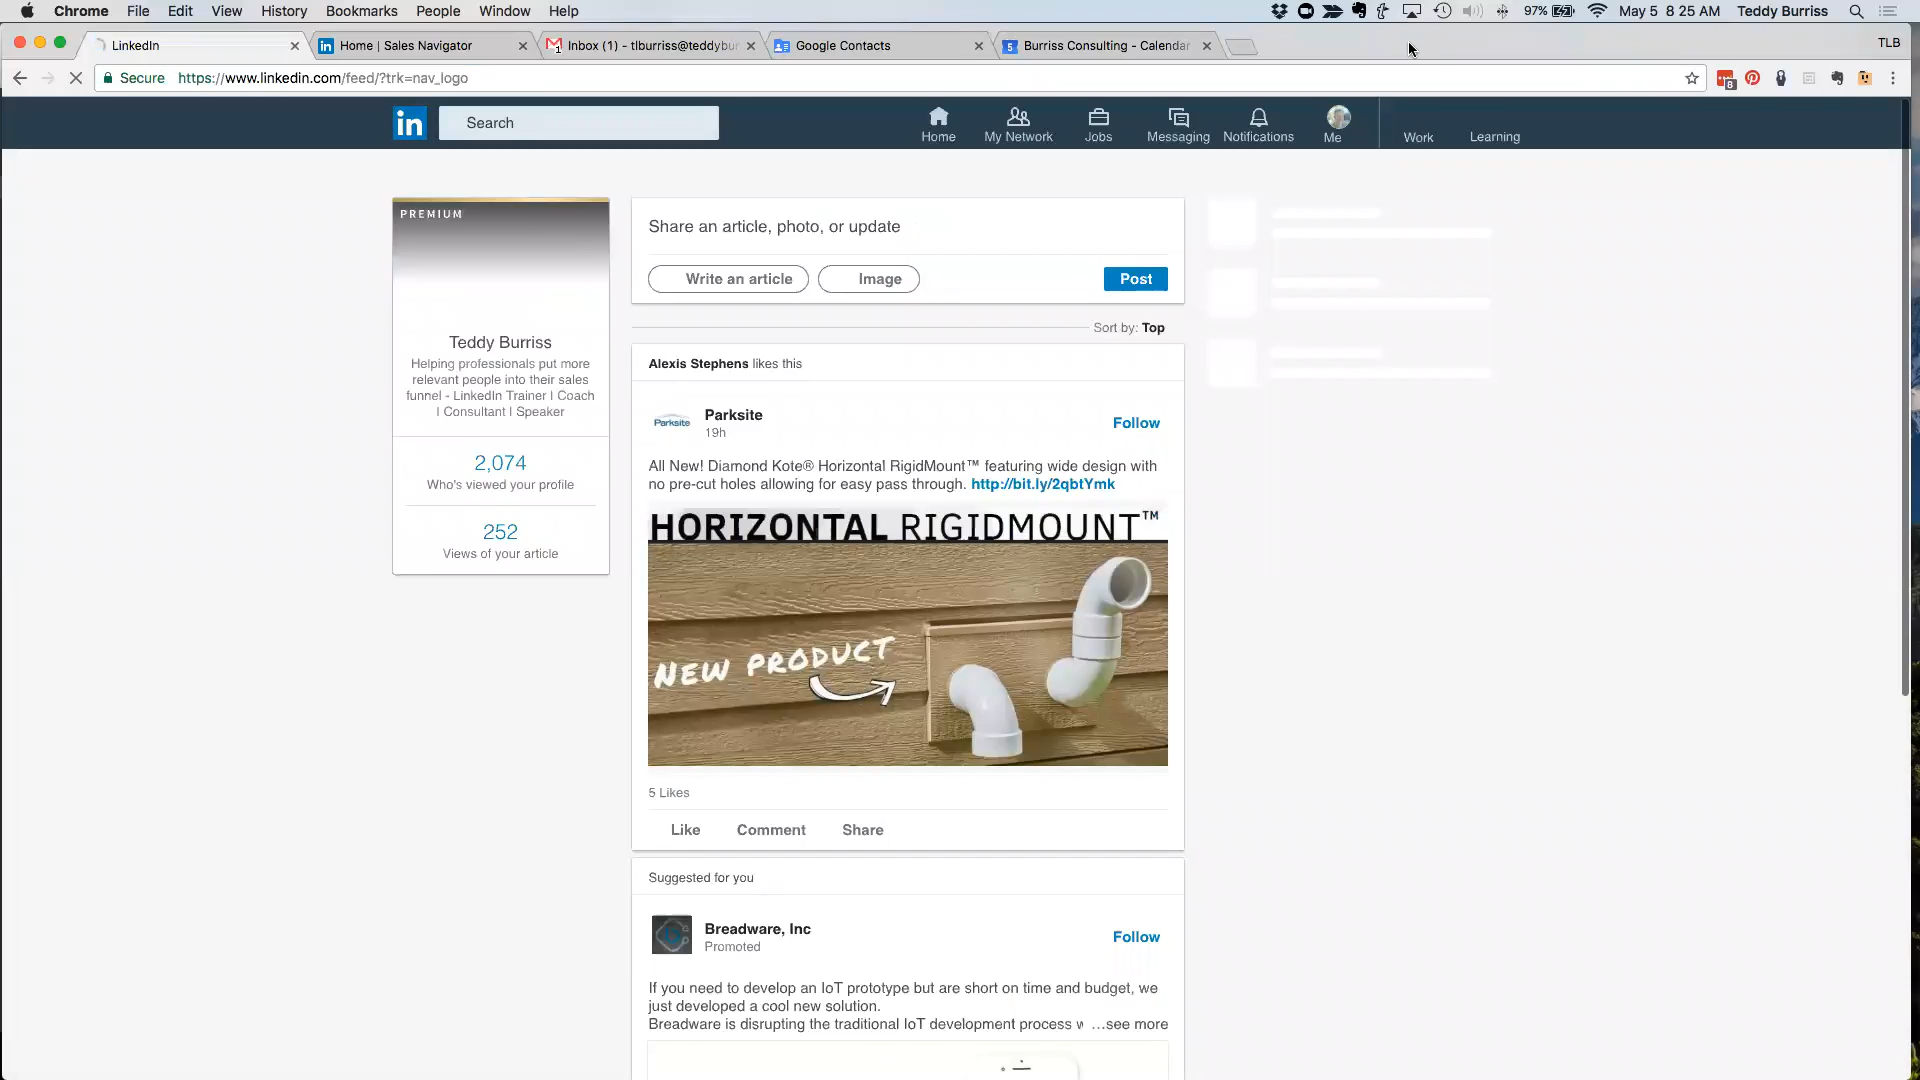 Chrome File Edit View History Bookmarks People Window Help 97% May 5 8 25 AM Teddy Burriss
LinkedIn
in Home | Sales Navigator
1 Inbox (1) - tlburriss@teddybur
Google Contacts
5 Burriss Consulting - Calendar
TLB
Secure https://www.linkedin.com/feed/?trk=nav_logo
8
in Search
Home My Network Jobs Messaging Notifications Me Work Learning
PREMIUM
Teddy Burriss
Helping professionals put more
relevant people into their sales
funnel - LinkedIn Trainer | Coach
| Consultant | Speaker
2,074
Who's viewed your profile
252
Views of your article
Share an article, photo, or update
Write an article Image Post
Sort by: Top
Alexis Stephens likes this
Parksite
Parksite
19h
Follow
All New! Diamond Kote® Horizontal RigidMount™ featuring wide design with
no pre-cut holes allowing for easy pass through. http://bit.ly/2qbtYmk
HORIZONTAL RIGIDMOUNT™
NEW PRODUCT
5 Likes
Like Comment Share
Suggested for you
Breadware, Inc
Promoted
Follow
If you need to develop an IoT prototype but are short on time and budget, we
just developed a cool new solution.
Breadware is disrupting the traditional IoT development process w ...see more